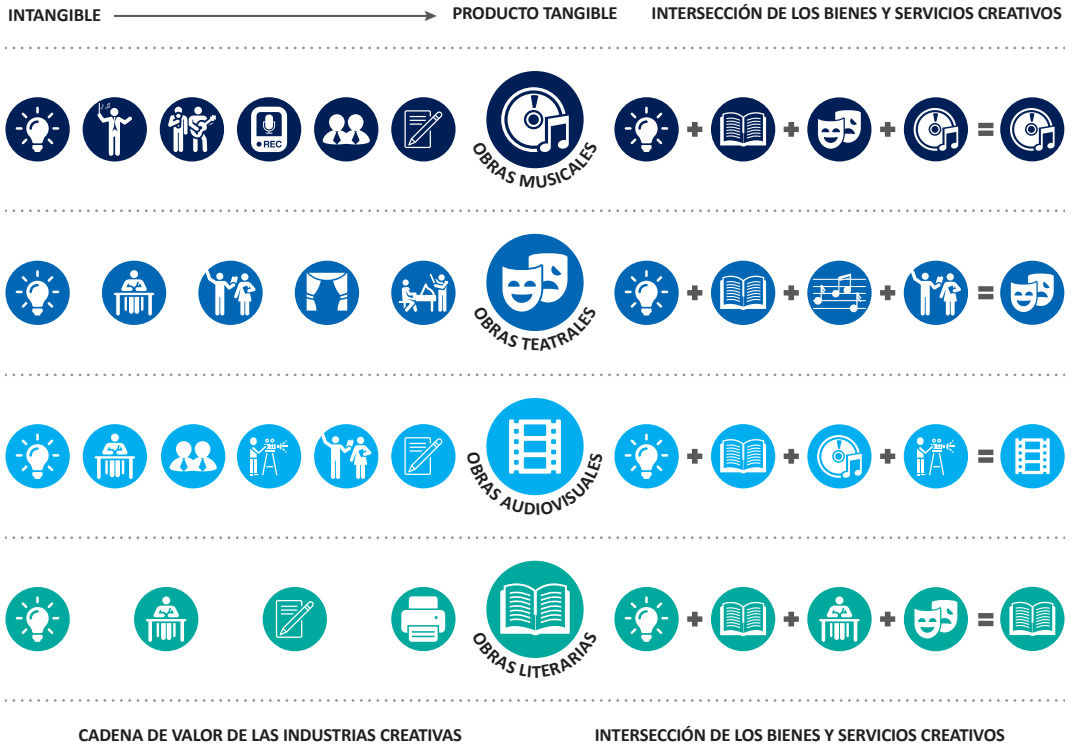 INTANGIBLE
PRODUCTO TANGIBLE
INTERSECCIÓN DE LOS BIENES Y SERVICIOS CREATIVOS
REC
OBRAS MUSICALES
+ + + =
OBRAS TEATRALES
+ + + =
OBRAS AUDIOVISUALES
+ + + =
OBRAS LITERARIAS
+ + + =
CADENA DE VALOR DE LAS INDUSTRIAS CREATIVAS
INTERSECCIÓN DE LOS BIENES Y SERVICIOS CREATIVOS